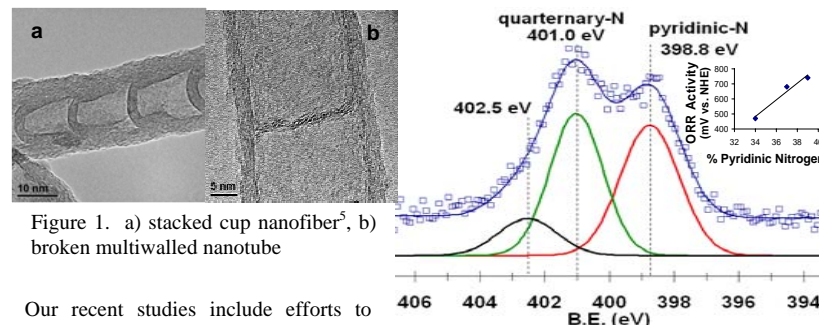 a
b
10 nm
5 nm
Figure 1. a) stacked cup nanofiber5, b)
broken multiwalled nanotube
Our recent studies include efforts to
quarternary-N
401.0 eV
pyridinic-N
398.8 eV
402.5 eV
ORR Activity
(mV vs. NHE)
800
700
600
500
400
32 34 36 38 40
% Pyridinic Nitrogen
406 404 402 400 398 396 394
B.E. (eV)